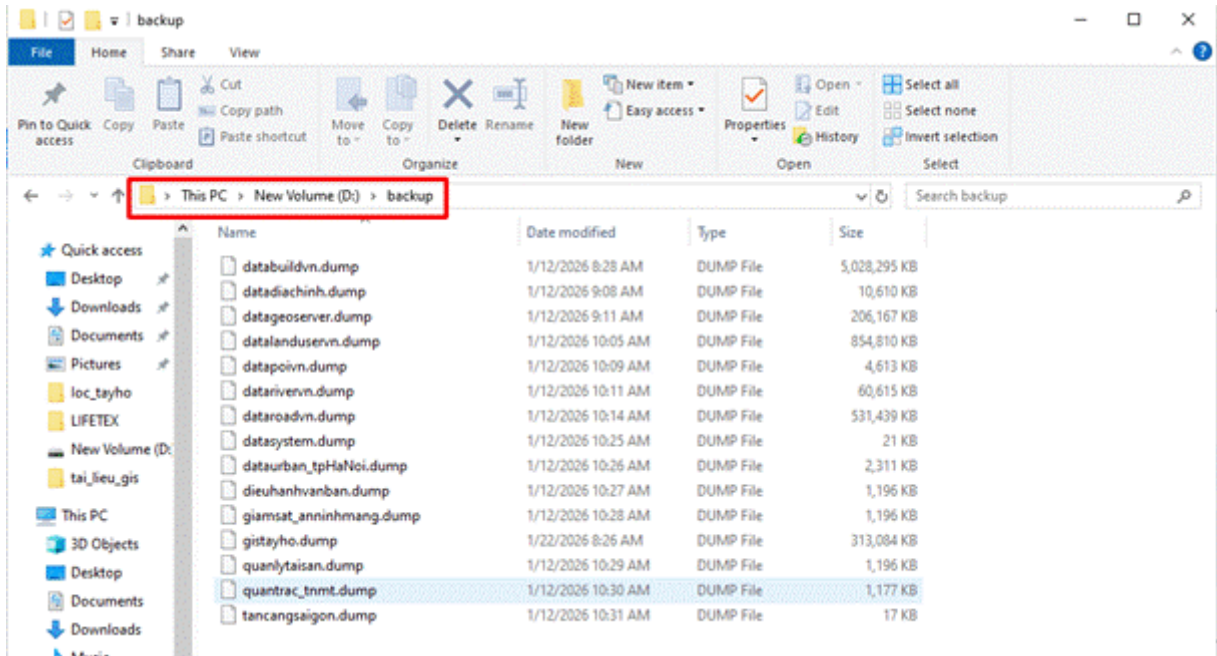 backup
File Home Share View
Pin to Quick access
Copy
Paste
Cut
Copy path
Paste shortcut
Clipboard
Move to
Copy to
Delete
Rename
Organize
New folder
New item
Easy access
New
Properties
Open
Edit
History
Open
Select all
Select none
Invert selection
Select
This PC > New Volume (D:) > backup
Search backup
Quick access
Desktop
Downloads
Documents
Pictures
loc_tayho
LIFETEX
New Volume (D:
tai_lieu_gis
This PC
3D Objects
Desktop
Documents
Downloads
Music
Name Date modified Type Size
databuildvn.dump 1/12/2026 8:28 AM DUMP File 5,028,295 KB
datadiachinh.dump 1/12/2026 9:08 AM DUMP File 10,610 KB
datageoserver.dump 1/12/2026 9:11 AM DUMP File 206,167 KB
datalanduservn.dump 1/12/2026 10:05 AM DUMP File 854,810 KB
datapoivn.dump 1/12/2026 10:09 AM DUMP File 4,613 KB
datarivervn.dump 1/12/2026 10:11 AM DUMP File 60,615 KB
dataroadvn.dump 1/12/2026 10:14 AM DUMP File 531,439 KB
datasystem.dump 1/12/2026 10:25 AM DUMP File 21 KB
dataurban_tpHaNoi.dump 1/12/2026 10:26 AM DUMP File 2,311 KB
dieuhanhvanban.dump 1/12/2026 10:27 AM DUMP File 1,196 KB
giamsat_anninhmang.dump 1/12/2026 10:28 AM DUMP File 1,196 KB
gistayho.dump 1/22/2026 8:26 AM DUMP File 313,084 KB
quanlytaisan.dump 1/12/2026 10:29 AM DUMP File 1,196 KB
quantrac_tnmt.dump 1/12/2026 10:30 AM DUMP File 1,177 KB
tancangsaigon.dump 1/12/2026 10:31 AM DUMP File 17 KB